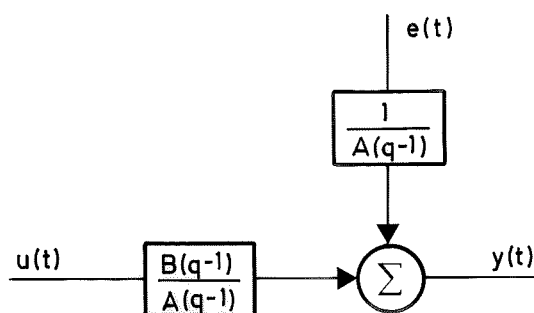 e(t)
1
A(q-1)
u(t)
B(q-1)
A(q-1)
Σ
y(t)